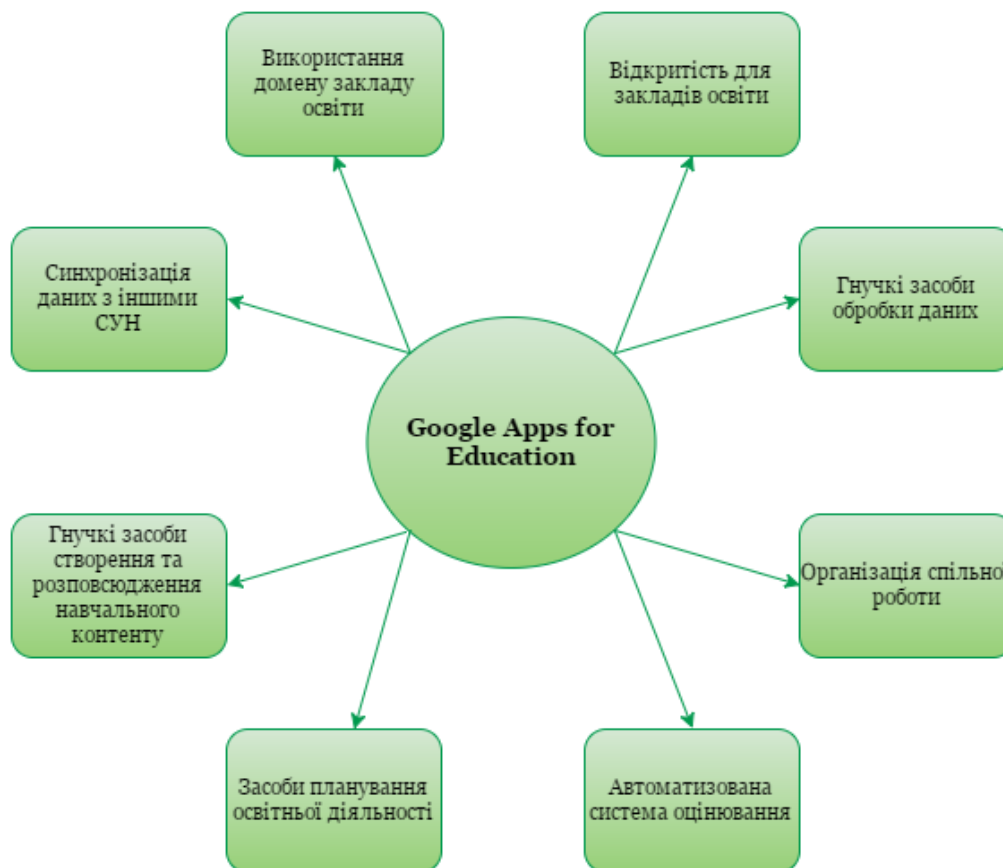 Використання
домену закладу
освіти
Відкритість для
закладів освіти
Синхронізація
даних з іншими
СУН
Гнучкі засоби
обробки даних
Google Apps for
Education
Гнучкі засоби
створення та
розповсюдження
навчального
контенту
Організація спільної
роботи
Засоби планування
освітньої діяльності
Автоматизована
система оцінювання